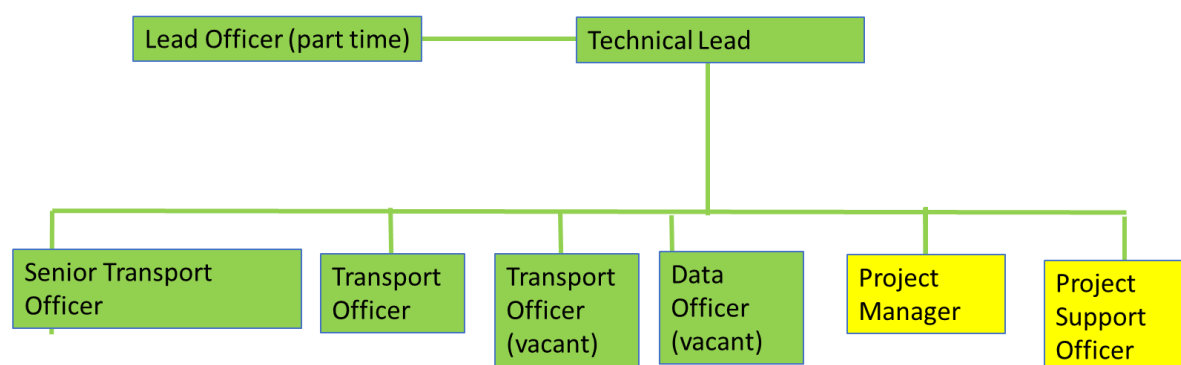 Lead Officer (part time)
Technical Lead
Senior Transport
Officer
Transport
Officer
Transport
Officer
(vacant)
Data
Officer
(vacant)
Project
Manager
Project
Support
Officer